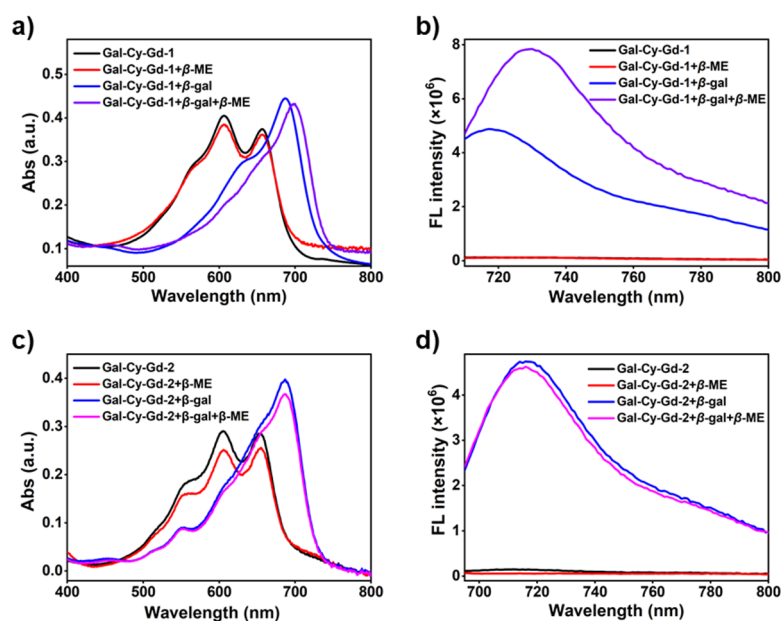 a)
Gal-Cy-Gd-1
Gal-Cy-Gd-1+β-ME
Gal-Cy-Gd-1+β-gal
Gal-Cy-Gd-1+β-gal+β-ME
0.5
0.4
0.3
0.2
0.1
Abs (a.u.)
400 500 600 700 800
Wavelength (nm)
b)
Gal-Cy-Gd-1
Gal-Cy-Gd-1+β-ME
Gal-Cy-Gd-1+β-gal
Gal-Cy-Gd-1+β-gal+β-ME
8
6
4
2
0
FL intensity (×10⁶)
720 740 760 780 800
Wavelength (nm)
c)
Gal-Cy-Gd-2
Gal-Cy-Gd-2+β-ME
Gal-Cy-Gd-2+β-gal
Gal-Cy-Gd-2+β-gal+β-ME
0.4
0.3
0.2
0.1
0.0
Abs (a.u.)
400 500 600 700 800
Wavelength (nm)
d)
Gal-Cy-Gd-2
Gal-Cy-Gd-2+β-ME
Gal-Cy-Gd-2+β-gal
Gal-Cy-Gd-2+β-gal+β-ME
4
2
0
FL intensity (×10⁶)
700 720 740 760 780 800
Wavelength (nm)